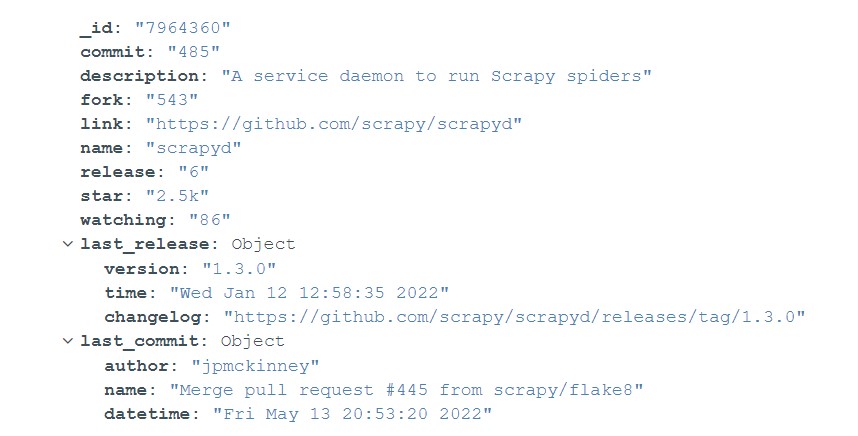 _id: "7964360"
commit: "485"
description: "A service daemon to run Scrapy spiders"
fork: "543"
link: "https://github.com/scrapy/scrapyd"
name: "scrapyd"
release: "6"
star: "2.5k"
watching: "86"
last_release: Object
version: "1.3.0"
time: "Wed Jan 12 12:58:35 2022"
changelog: "https://github.com/scrapy/scrapyd/releases/tag/1.3.0"
last_commit: Object
author: "jpmckinney"
name: "Merge pull request #445 from scrapy/flake8"
datetime: "Fri May 13 20:53:20 2022"